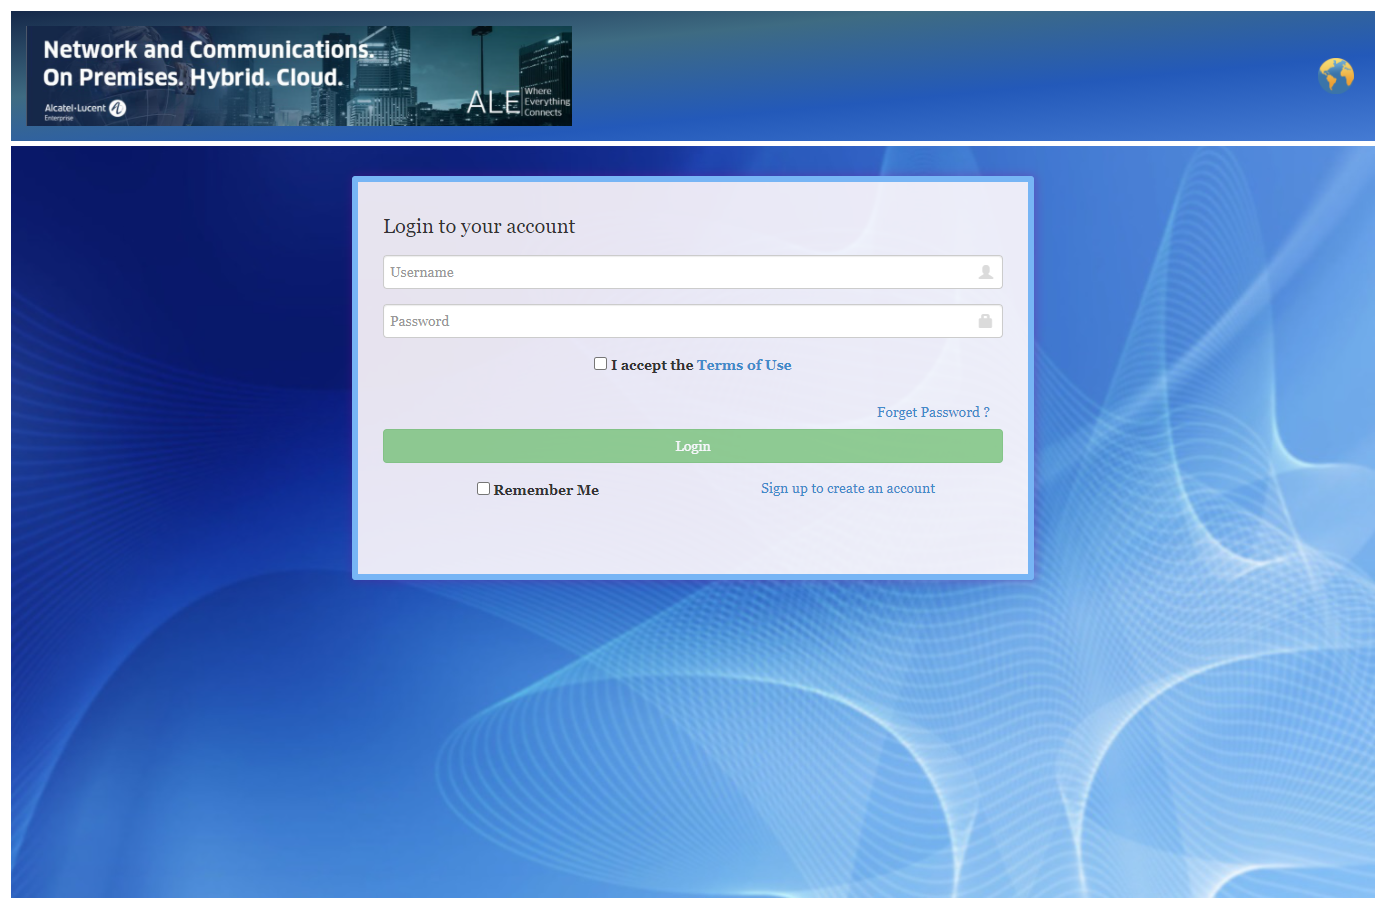 Network and Communications.
On Premises. Hybrid. Cloud.
Alcatel•Lucent
Enterprise
ALE
Where
Everything
Connects
Login to your account
Username
Password
I accept the Terms of Use
Forget Password ?
Login
Remember Me
Sign up to create an account